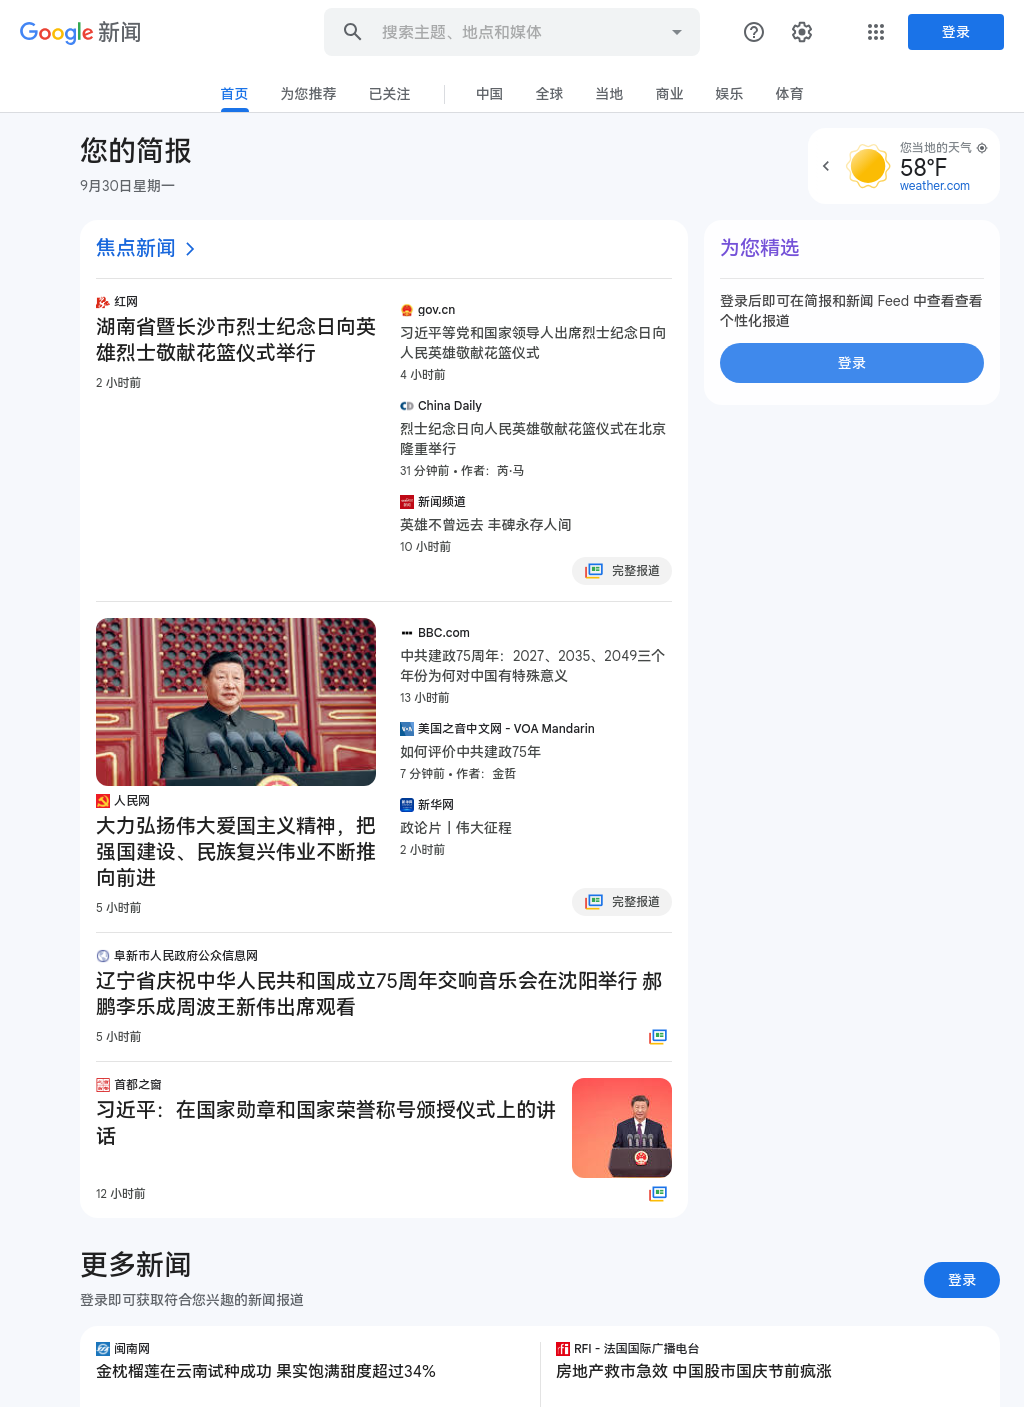 Google 新闻
搜索主题、地点和媒体
登录
首页
为您推荐
已关注
中国
全球
当地
商业
娱乐
体育
您的简报
9月30日星期一
您当地的天气
58°F
weather.com
焦点新闻
红网
湖南省暨长沙市烈士纪念日向英
雄烈士敬献花篮仪式举行
2 小时前
gov.cn
习近平等党和国家领导人出席烈士纪念日向
人民英雄敬献花篮仪式
4 小时前
China Daily
烈士纪念日向人民英雄敬献花篮仪式在北京
隆重举行
31 分钟前 • 作者：芮·马
新闻频道
英雄不曾远去 丰碑永存人间
10 小时前
完整报道
为您精选
登录后即可在简报和新闻 Feed 中查看查看
个性化报道
登录
人民网
大力弘扬伟大爱国主义精神，把
强国建设、民族复兴伟业不断推
向前进
5 小时前
BBC.com
中共建政75周年：2027、2035、2049三个
年份为何对中国有特殊意义
13 小时前
美国之音中文网 - VOA Mandarin
如何评价中共建政75年
7 分钟前 • 作者：金哲
新华网
政论片丨伟大征程
2 小时前
完整报道
阜新市人民政府公众信息网
辽宁省庆祝中华人民共和国成立75周年交响音乐会在沈阳举行 郝
鹏李乐成周波王新伟出席观看
5 小时前
首都之窗
习近平：在国家勋章和国家荣誉称号颁授仪式上的讲
话
12 小时前
更多新闻
登录即可获取符合您兴趣的新闻报道
登录
闽南网
金枕榴莲在云南试种成功 果实饱满甜度超过34%
RFI - 法国国际广播电台
房地产救市急效 中国股市国庆节前疯涨